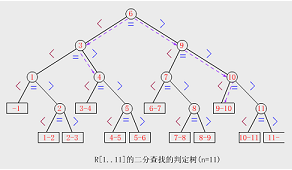 6
< >
=
3 9
< = > < = >
1 4 7 10
< = > < = > < = > < = >
-1 2 3-4 5 6-7 8 9-10 11
< = > < = > < = > < = >
1-2 2-3 4-5 5-6 7-8 8-9 10-11 11-
R[1..11]的二分查找的判定树(n=11)